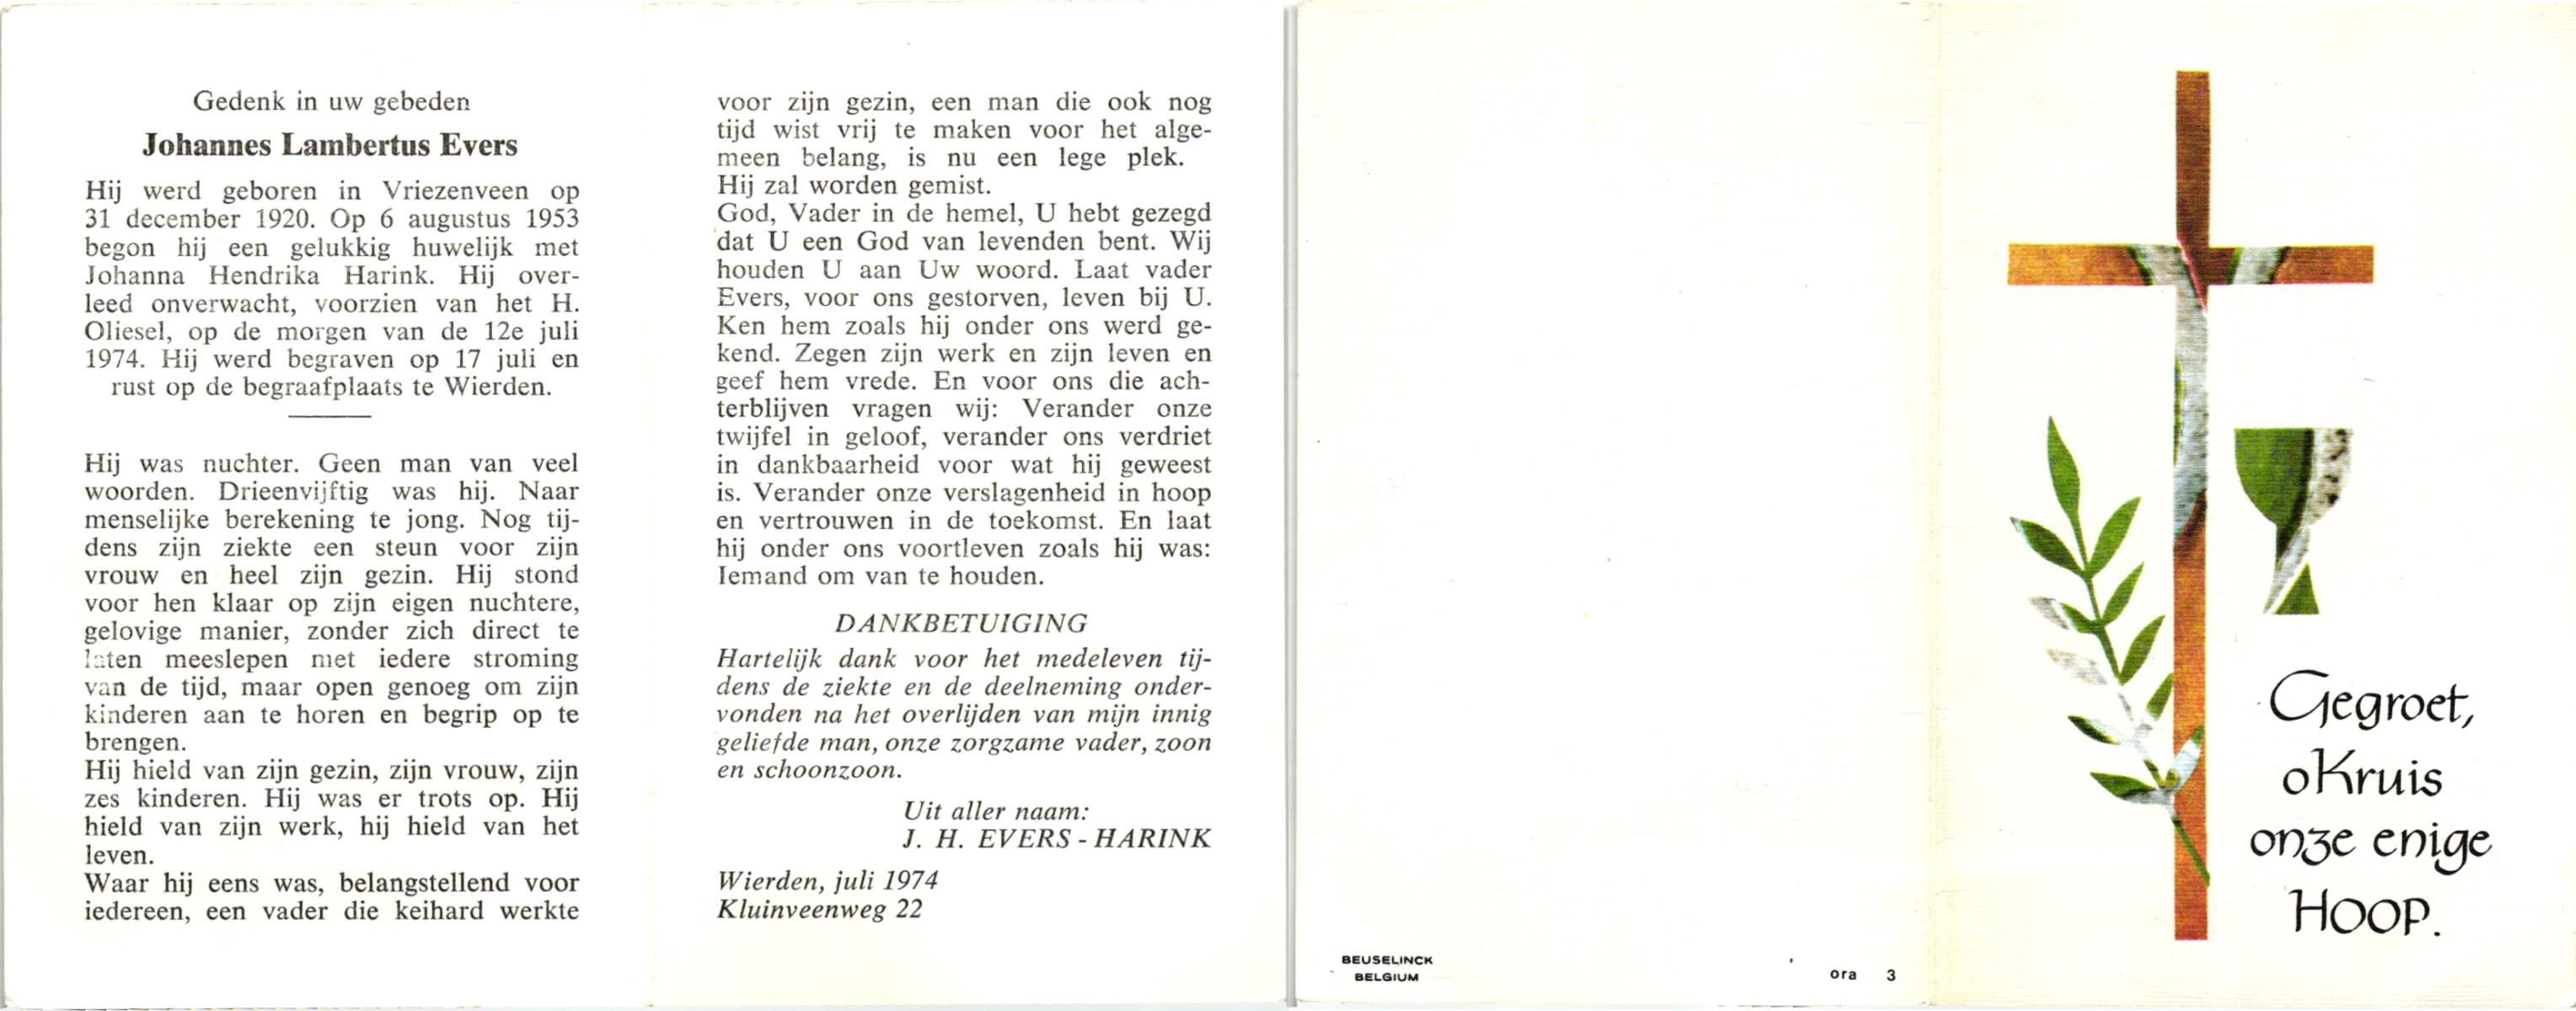 Gedenk in uw gebeden
Johannes Lambertus Evers
Hij werd geboren in Vriezenveen op
31 december 1920. Op 6 augustus 1953
begon hij een gelukkig huwelijk met
Johanna Hendrika Harink. Hij over-
leed onverwacht, voorzien van het H.
Oliesel, op de morgen van de 12e juli
1974. Hij werd begraven op 17 juli en
rust op de begraafplaats te Wierden.
Hij was nuchter. Geen man van veel
woorden. Drieenvijftig was hij. Naar
menselijke berekening te jong. Nog tij-
dens zijn ziekte een steun voor zijn
vrouw en heel zijn gezin. Hij stond
voor hen klaar op zijn eigen nuchtere,
gelovige manier, zonder zich direct te
laten meeslepen met iedere stroming
van de tijd, maar open genoeg om zijn
kinderen aan te horen en begrip op te
brengen.
Hij hield van zijn gezin, zijn vrouw, zijn
zes kinderen. Hij was er trots op. Hij
hield van zijn werk, hij hield van het
leven.
Waar hij eens was, belangstellend voor
iedereen, een vader die keihard werkte
voor zijn gezin, een man die ook nog
tijd wist vrij te maken voor het alge-
meen belang, is nu een lege plek.
Hij zal worden gemist.
God, Vader in de hemel, U hebt gezegd
dat U een God van levenden bent. Wij
houden U aan Uw woord. Laat vader
Evers, voor ons gestorven, leven bij U.
Ken hem zoals hij onder ons werd ge-
kend. Zegen zijn werk en zijn leven en
geef hem vrede. En voor ons die ach-
terblijven vragen wij: Verander onze
twijfel in geloof, verander ons verdriet
in dankbaarheid voor wat hij geweest
is. Verander onze verslagenheid in hoop
en vertrouwen in de toekomst. En laat
hij onder ons voortleven zoals hij was:
Iemand om van te houden.
DANKBETUIGING
Hartelijk dank voor het medeleven tij-
dens de ziekte en de deelneming onder-
vonden na het overlijden van mijn innig
geliefde man, onze zorgzame vader, zoon
en schoonzoon.
Uit aller naam:
J. H. EVERS - HARINK
Wierden, juli 1974
Kluinveenweg 22
BEUSELINCK
BELGIUM
ora 3
Gegroet,
o Kruis
onze enige
HOOP.